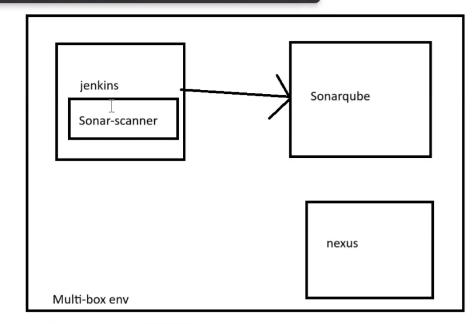 jenkins
Sonar-scanner
Sonarqube
nexus
Multi-box env